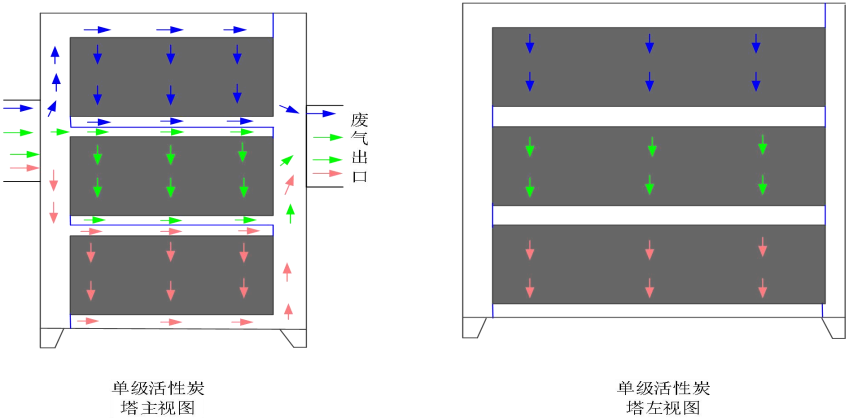 废
气
出
口
单级活性炭
塔主视图
单级活性炭
塔左视图